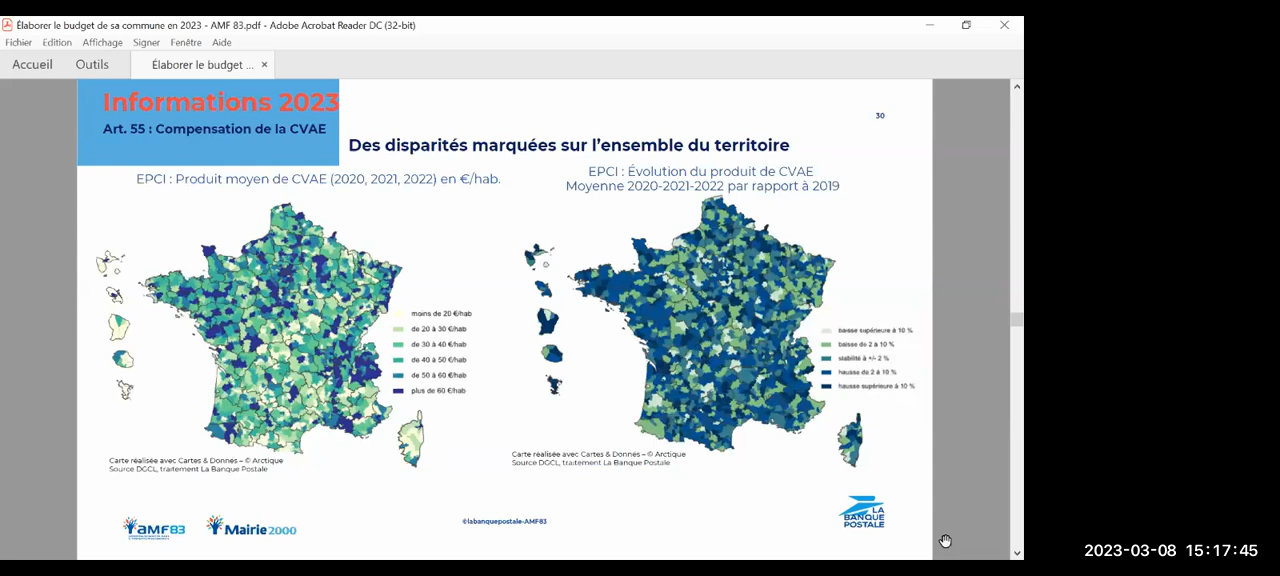 Élaborer le budget de sa commune en 2023 - AMF 83.pdf - Adobe Acrobat Reader DC (32-bit)
Fichier Edition Affichage Signer Fenêtre Aide
Accueil Outils Élaborer le budget ... ×
Informations 2023
Art. 55 : Compensation de la CVAE
30
Des disparités marquées sur l'ensemble du territoire
EPCI : Produit moyen de CVAE (2020, 2021, 2022) en €/hab.
EPCI : Évolution du produit de CVAE
Moyenne 2020-2021-2022 par rapport à 2019
moins de 20 €/hab
de 20 à 30 €/hab
de 30 à 40 €/hab
de 40 à 50 €/hab
de 50 à 60 €/hab
plus de 60 €/hab
baisse supérieure à 10 %
baisse de 2 à 10 %
stabilité à +/- 2 %
hausse de 2 à 10 %
hausse supérieure à 10 %
Carte réalisée avec Cartes & Données – © Arctique
Source DGCL, traitement La Banque Postale
Carte réalisée avec Cartes & Données – © Arctique
Source DGCL, traitement La Banque Postale
AMF83
Mairie2000
©labanquepostale-AMF83
LA
BANQUE
POSTALE
2023-03-08 15:17:45